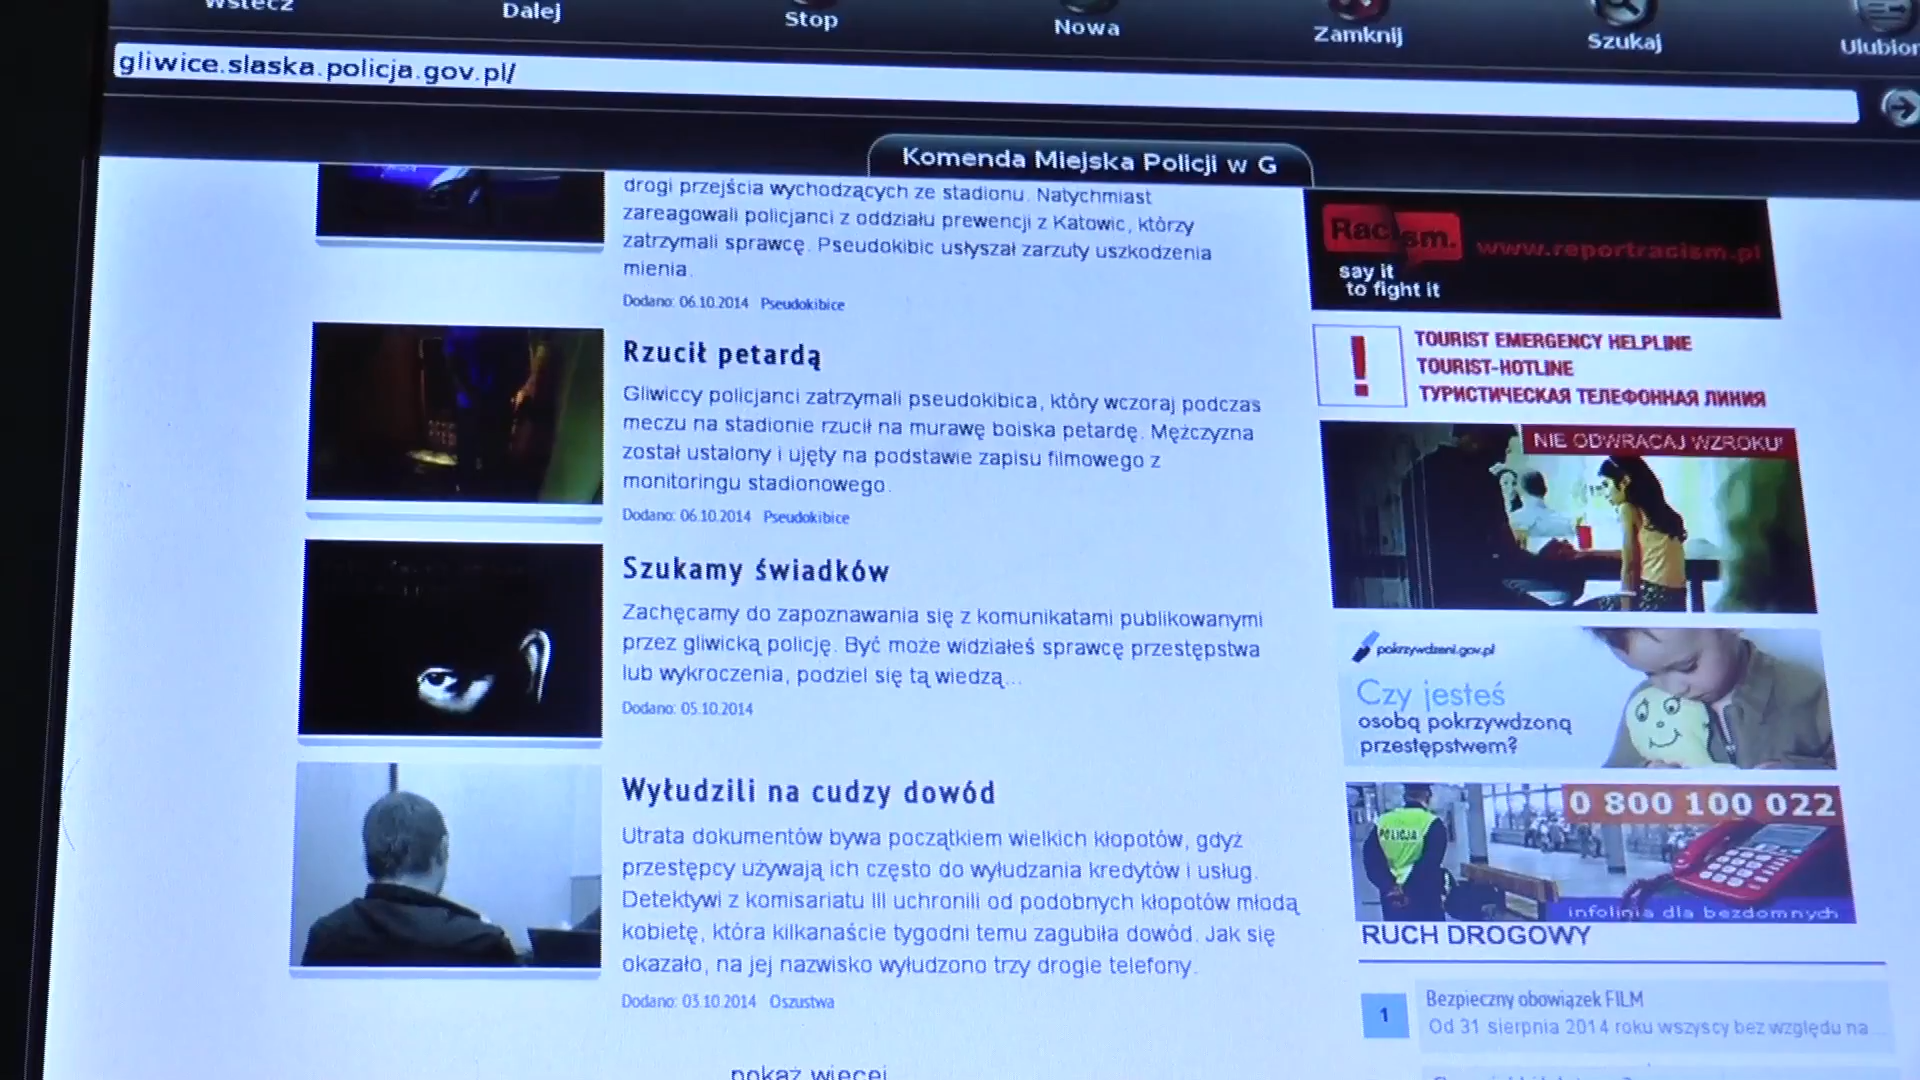 Wstecz
Dalej
Stop
Nowa
Zamknij
Szukaj
gliwice.slaska.policja.gov.pl/
Komenda Miejska Policji w G
drogi przejścia wychodzących ze stadionu. Natychmiast
zareagowali policjanci z oddziału prewencji z Katowic, którzy
zatrzymali sprawcę. Pseudokibic usłyszał zarzuty uszkodzenia
mienia.
Dodano: 06.10.2014 Pseudokibice
Rzucił petardą
Gliwiccy policjanci zatrzymali pseudokibica, który wczoraj podczas
meczu na stadionie rzucił na murawę boiska petardę. Mężczyzna
został ustalony i ujęty na podstawie zapisu filmowego z
monitoringu stadionowego.
Dodano: 06.10.2014 Pseudokibice
Szukamy świadków
Zachęcamy do zapoznawania się z komunikatami publikowanymi
przez gliwicką policję. Być może widziałeś sprawcę przestępstwa
lub wykroczenia, podziel się tą wiedzą...
Dodano: 05.10.2014
Wyłudzili na cudzy dowód
Utrata dokumentów bywa początkiem wielkich kłopotów, gdyż
przestępcy używają ich często do wyłudzania kredytów i usług.
Detektywi z komisariatu III uchronili od podobnych kłopotów młodą
kobietę, która kilkanaście tygodni temu zagubiła dowód. Jak się
okazało, na jej nazwisko wyłudzono trzy drogie telefony.
Dodano: 03.10.2014 Oszustwa
pokaż więcej
Racism.
www.reportracism.pl
say it
to fight it
TOURIST EMERGENCY HELPLINE
TOURIST-HOTLINE
ТУРИСТИЧЕСКАЯ ТЕЛЕФОННАЯ ЛИНИЯ
NIE ODWRACAJ WZROKU!
pokrzywdzeni.gov.pl
Czy jesteś
osobą pokrzywdzoną
przestępstwem?
0 800 100 022
POLICJA
infolinia dla bezdomnych
RUCH DROGOWY
1
Bezpieczny obowiązek FILM
Od 31 sierpnia 2014 roku wszyscy bez względu na ...